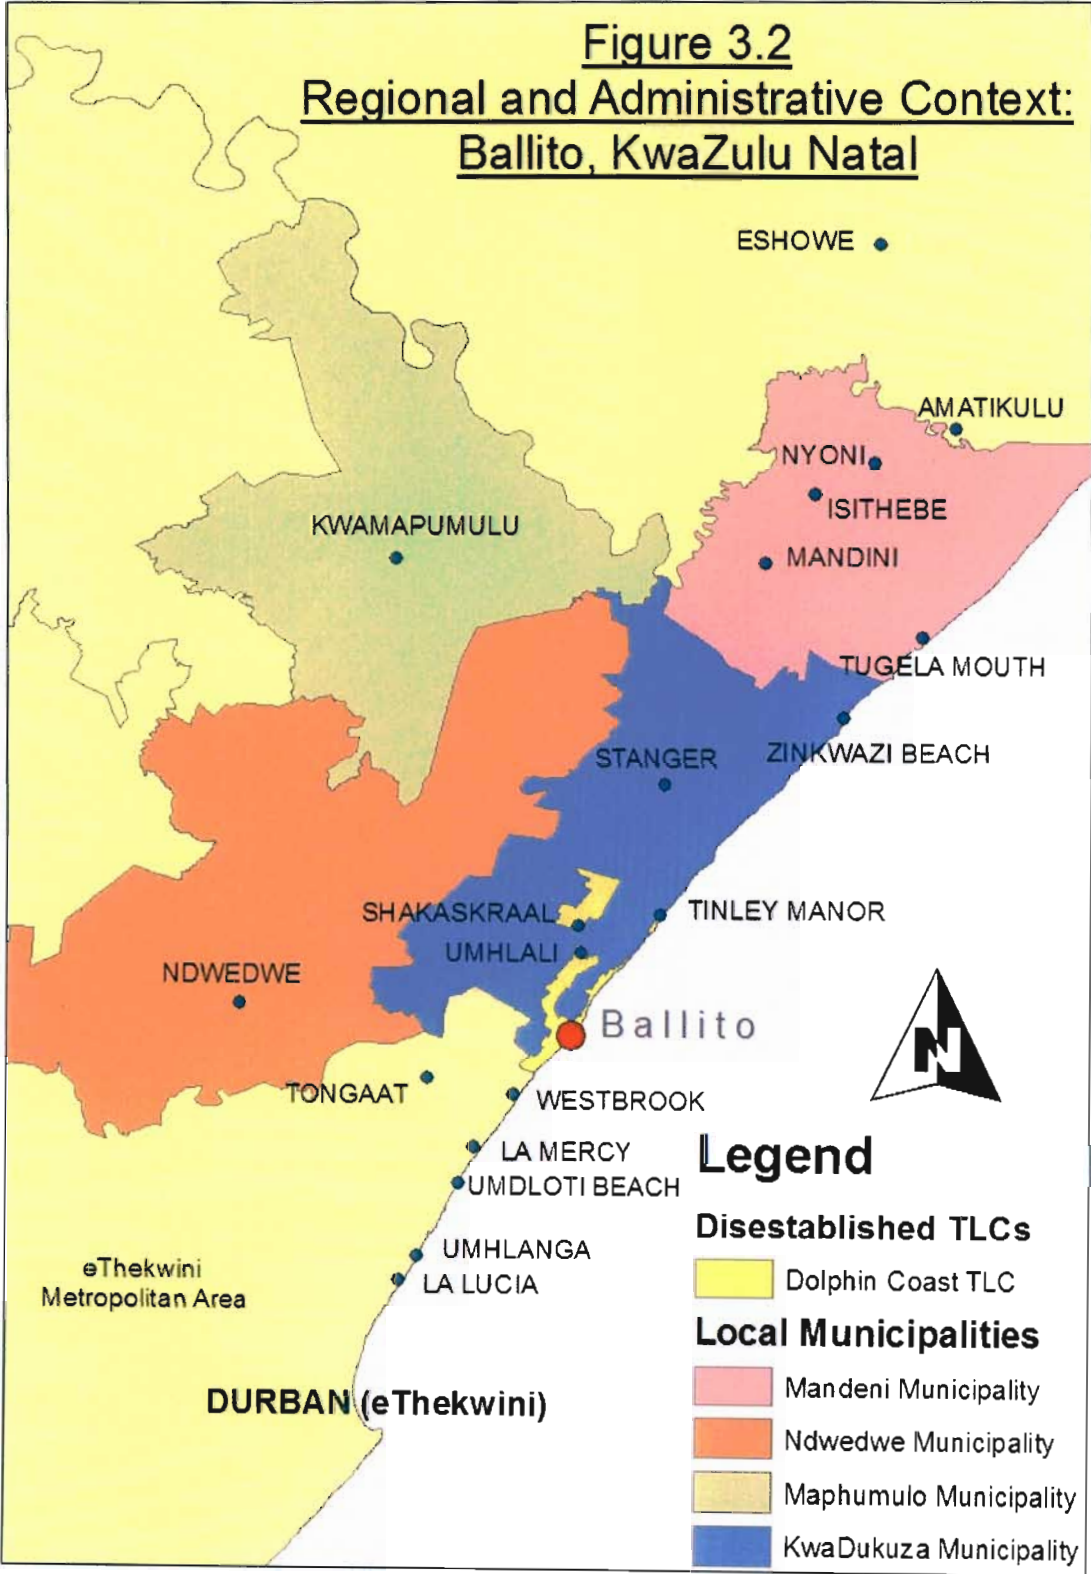 Figure 3.2
Regional and Administrative Context:
Ballito, KwaZulu Natal
ESHOWE
AMATIKULU
NYONI
ISITHEBE
KWAMAPUMULU
MANDINI
TUGELA MOUTH
ZINKWAZI BEACH
STANGER
SHAKASKRAAL
TINLEY MANOR
UMHLALI
NDWEDWE
Ballito
N
TONGAAT
WESTBROOK
LA MERCY
UMDLOTI BEACH
UMHLANGA
LA LUCIA
eThekwini
Metropolitan Area
DURBAN (eThekwini)
Legend
Disestablished TLCs
Dolphin Coast TLC
Local Municipalities
Mandeni Municipality
Ndwedwe Municipality
Maphumulo Municipality
KwaDukuza Municipality